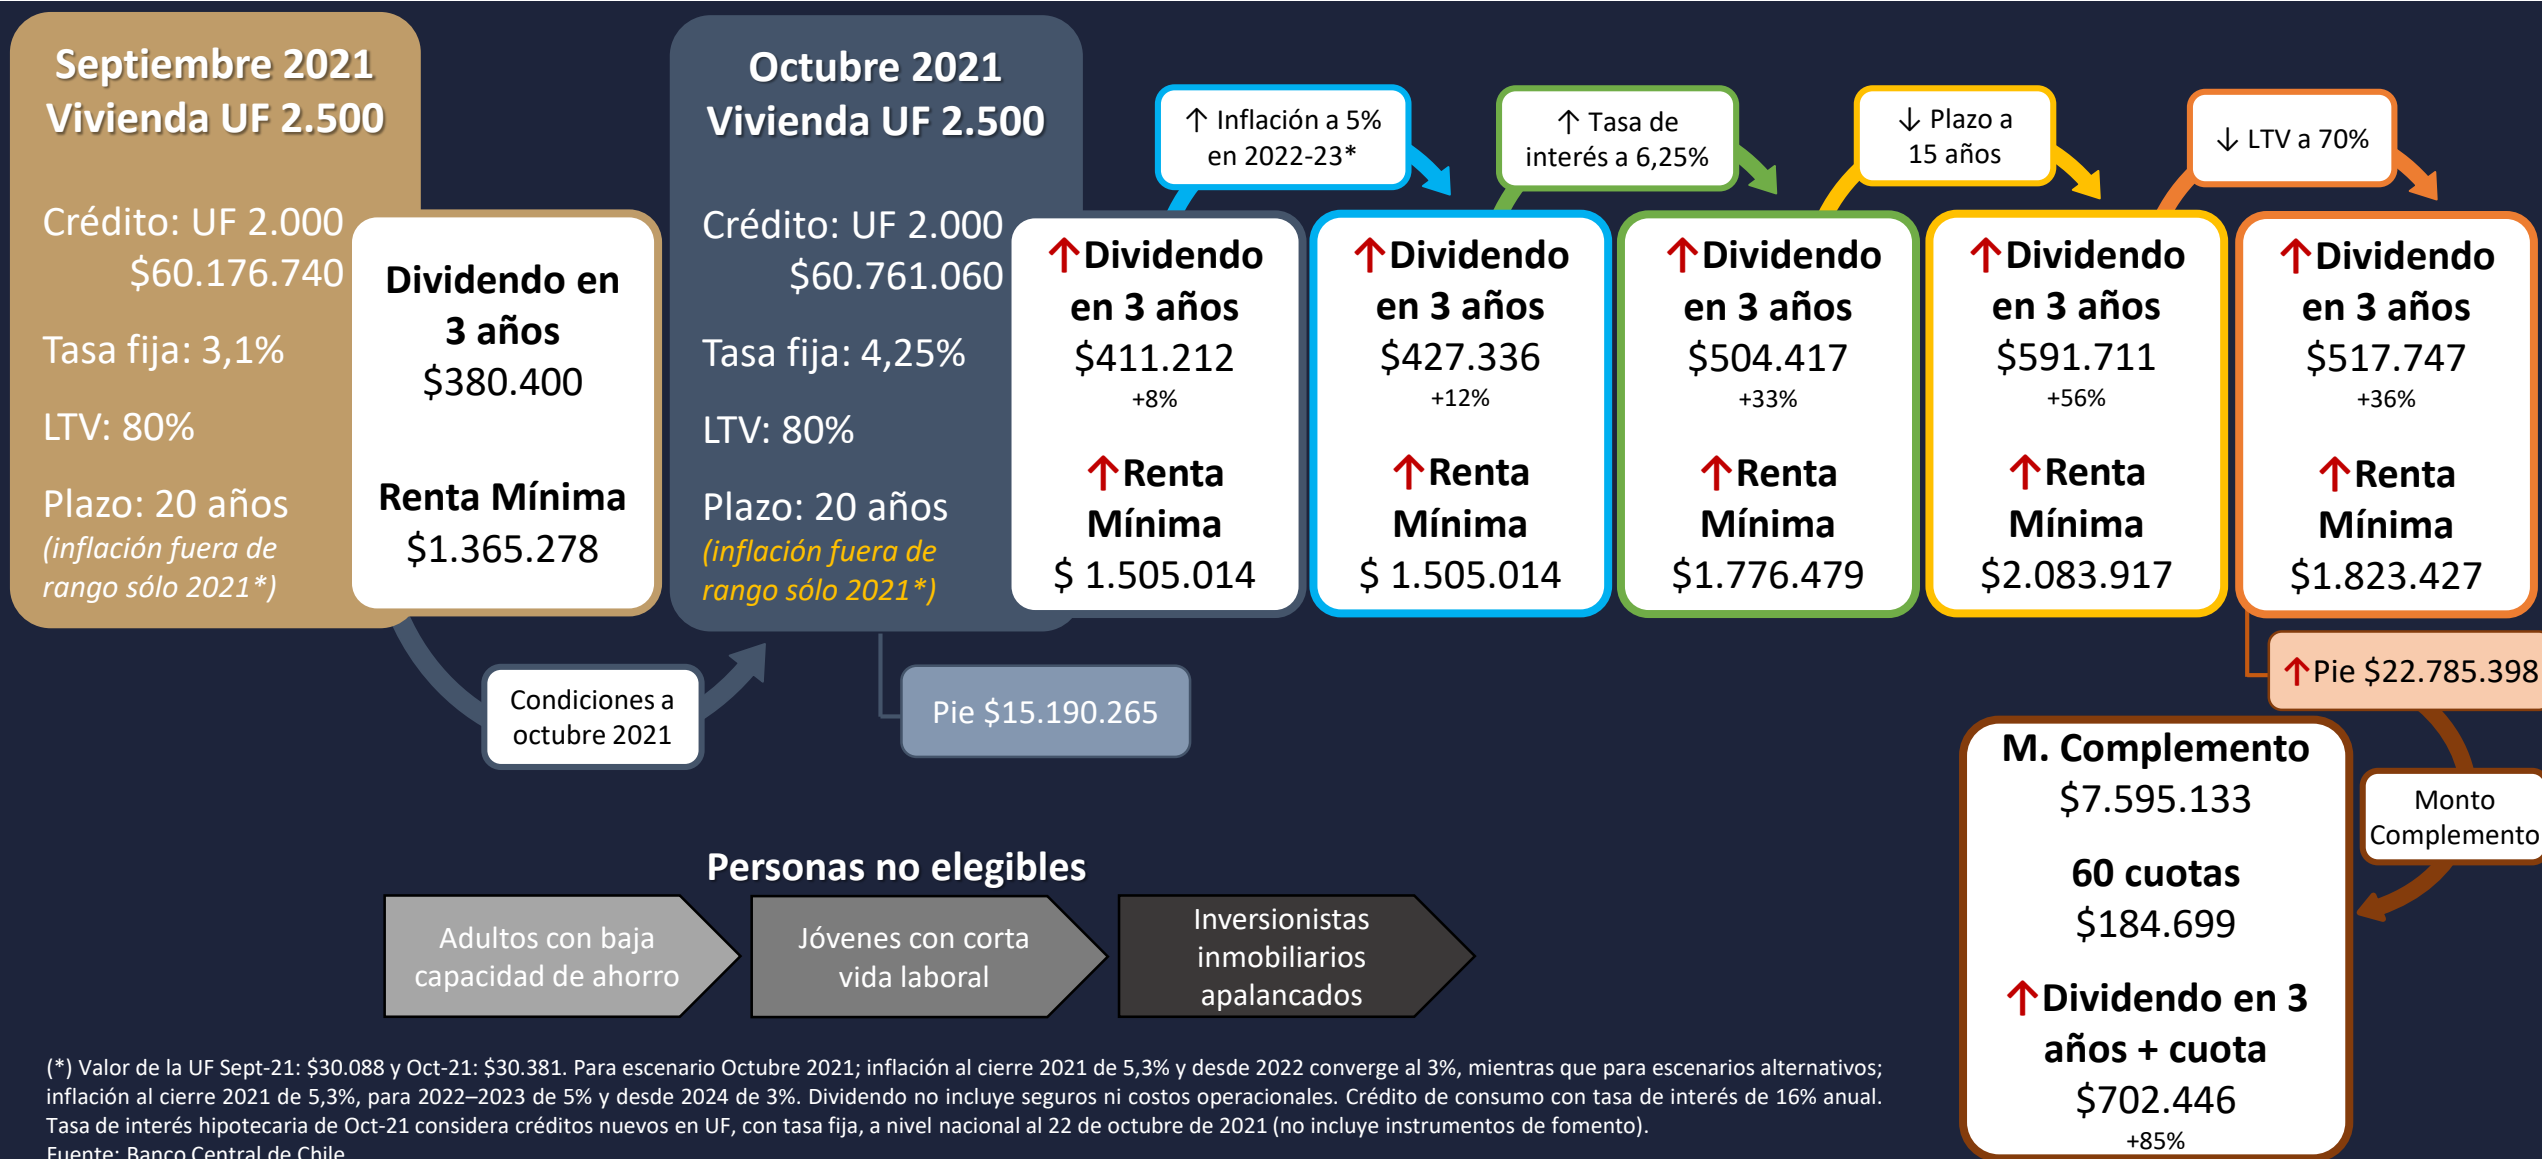 Septiembre 2021
Vivienda UF 2.500
Crédito: UF 2.000
$60.176.740
Tasa fija: 3,1%
LTV: 80%
Plazo: 20 años
(inflación fuera de
rango sólo 2021*)
Dividendo en
3 años
$380.400
Renta Mínima
$1.365.278
Condiciones a
octubre 2021
Octubre 2021
Vivienda UF 2.500
Crédito: UF 2.000
$60.761.060
Tasa fija: 4,25%
LTV: 80%
Plazo: 20 años
(inflación fuera de
rango sólo 2021*)
Pie $15.190.265
↑Dividendo
en 3 años
$411.212
+8%
↑Renta
Mínima
$ 1.505.014
↑ Inflación a 5%
en 2022-23*
↑Dividendo
en 3 años
$427.336
+12%
↑Renta
Mínima
$ 1.505.014
↑ Tasa de
interés a 6,25%
↑Dividendo
en 3 años
$504.417
+33%
↑Renta
Mínima
$1.776.479
↓ Plazo a
15 años
↑Dividendo
en 3 años
$591.711
+56%
↑Renta
Mínima
$2.083.917
↓ LTV a 70%
↑Dividendo
en 3 años
$517.747
+36%
↑Renta
Mínima
$1.823.427
↑Pie $22.785.398
Monto
Complemento
M. Complemento
$7.595.133
60 cuotas
$184.699
↑Dividendo en 3
años + cuota
$702.446
+85%
Personas no elegibles
Adultos con baja
capacidad de ahorro
Jóvenes con corta
vida laboral
Inversionistas
inmobiliarios
apalancados
(*) Valor de la UF Sept-21: $30.088 y Oct-21: $30.381. Para escenario Octubre 2021; inflación al cierre 2021 de 5,3% y desde 2022 converge al 3%, mientras que para escenarios alternativos;
inflación al cierre 2021 de 5,3%, para 2022–2023 de 5% y desde 2024 de 3%. Dividendo no incluye seguros ni costos operacionales. Crédito de consumo con tasa de interés de 16% anual.
Tasa de interés hipotecaria de Oct-21 considera créditos nuevos en UF, con tasa fija, a nivel nacional al 22 de octubre de 2021 (no incluye instrumentos de fomento).
Fuente: Banco Central de Chile